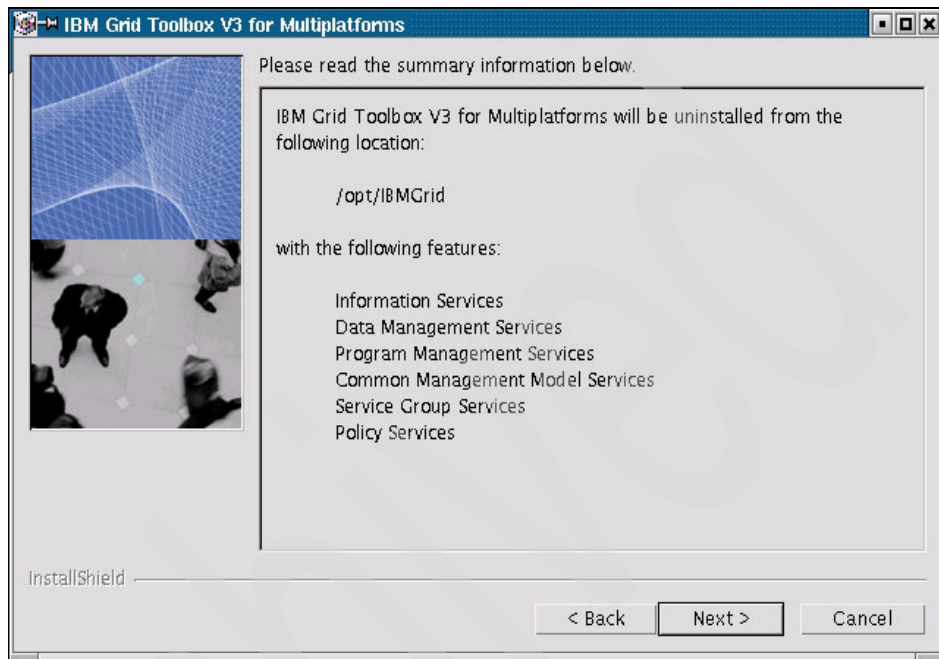 IBM Grid Toolbox V3 for Multiplatforms
Please read the summary information below.
IBM Grid Toolbox V3 for Multiplatforms will be uninstalled from the
following location:
/opt/IBMGrid
with the following features:
Information Services
Data Management Services
Program Management Services
Common Management Model Services
Service Group Services
Policy Services
InstallShield
< Back
Next >
Cancel